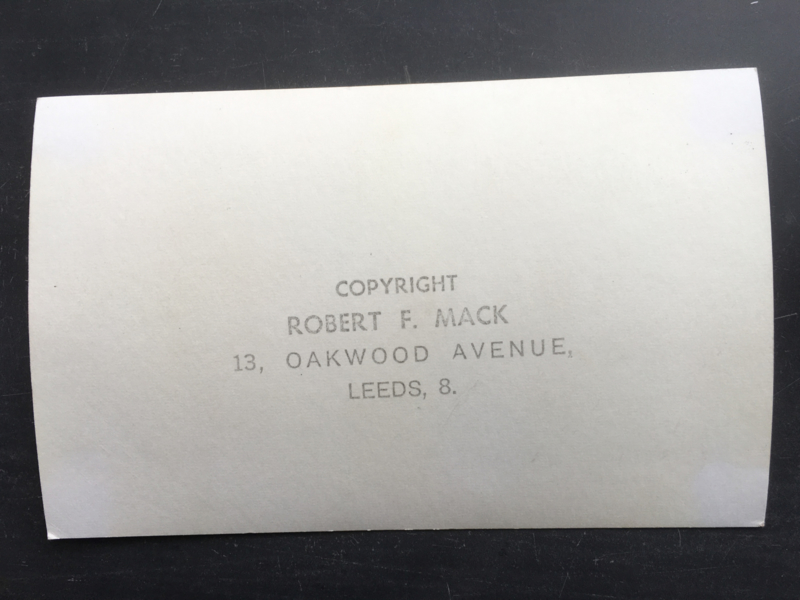 COPYRIGHT
ROBERT F. MACK
13, OAKWOOD AVENUE,
LEEDS, 8.